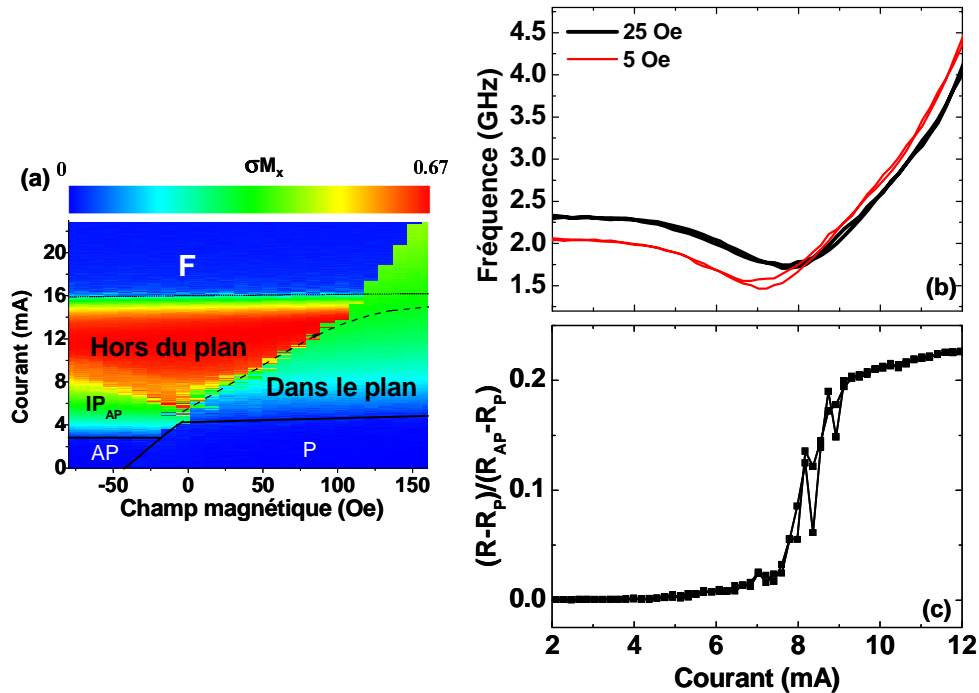 (a)
0 σMx 0.67
F
Hors du plan
Dans le plan
IPAP
AP
P
20
16
12
8
4
0
Courant (mA)
-50 0 50 100 150
Champ magnétique (Oe)
25 Oe
5 Oe
4.5
4.0
3.5
3.0
2.5
2.0
1.5
Fréquence (GHz)
(b)
0.2
0.1
0.0
(R-RP)/(RAP-RP)
(c)
2 4 6 8 10 12
Courant (mA)